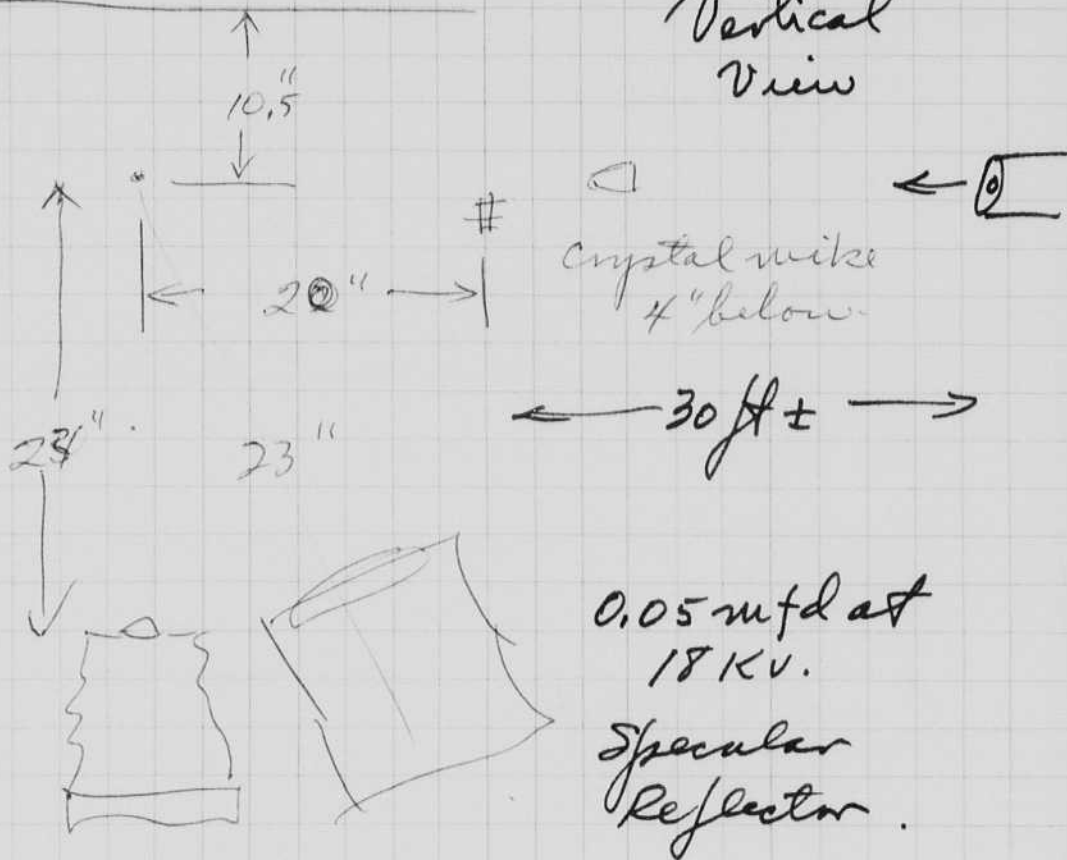 Vertical
View
10.5"
#
crystal mike
4" below
20"
30 ft ±
23"
0.05 mfd at
18 KV.
Specular
Reflector.